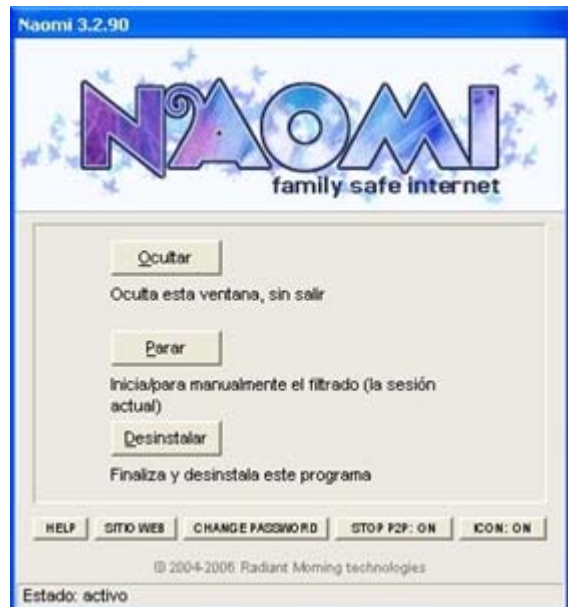 Naomi 3.2.90
NAOMI
family safe internet
Ocultar
Oculta esta ventana, sin salir
Parar
Inicia/para manualmente el filtrado (la sesión
actual)
Desinstalar
Finaliza y desinstala este programa
HELP SITIO WEB CHANGE PASSWORD STOP P2P: ON ICON: ON
© 2004-2006 Radiant Morning technologies
Estado: activo